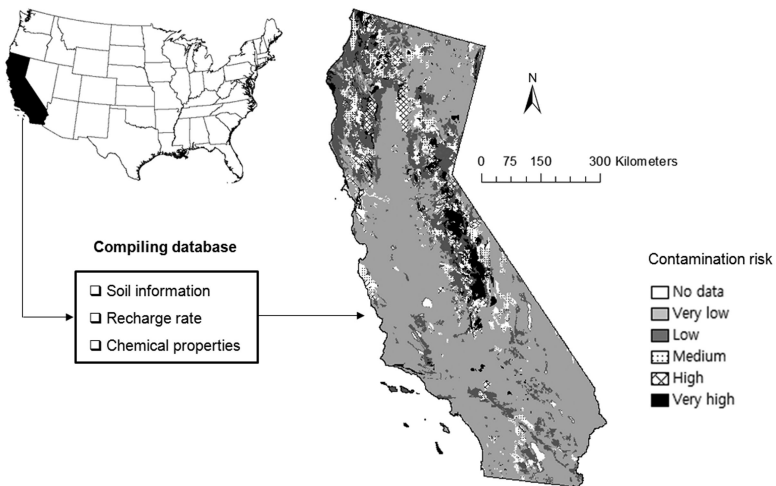 N
0 75 150 300 Kilometers
Compiling database
❑ Soil information
❑ Recharge rate
❑ Chemical properties
Contamination risk
No data
Very low
Low
Medium
High
Very high